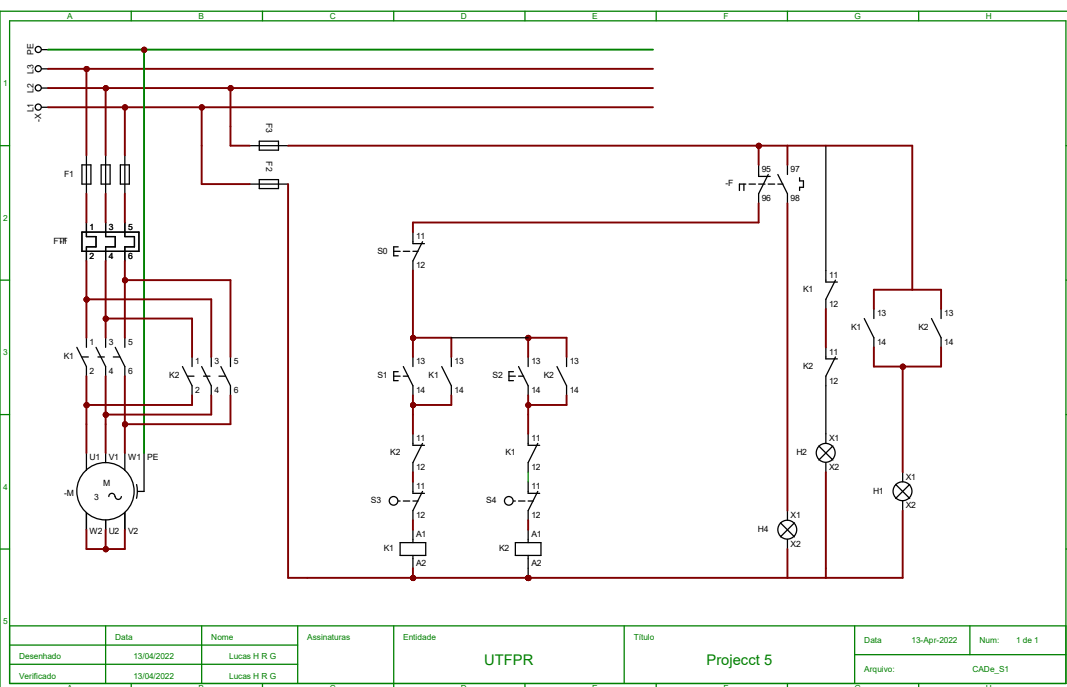 A B C D E F G H
PE
L3
L2
L1
-X
1
F3
F2
F1
2
1 3 5
2 4 6
-F
95 97
96 98
S0
11
12
K1
11
12
3
K1
1 3 5
2 4 6
K2
1 3 5
2 4 6
S1
13
14
K1
13
14
S2
13
14
K2
13
14
K2
11
12
K1
13
14
K2
13
14
K2
11
12
K1
11
12
H2
X1
X2
U1 V1 W1 PE
4
-M
M
3
W2 U2 V2
S3
11
12
S4
11
12
H1
X1
X2
K1
A1
A2
K2
A1
A2
H4
X1
X2
5
Data Nome Assinaturas Entidade Título Data 13-Apr-2022 Num: 1 de 1
Desenhado 13/04/2022 Lucas H R G
UTFPR Projecct 5
Verificado 13/04/2022 Lucas H R G
Arquivo: CADe_S1